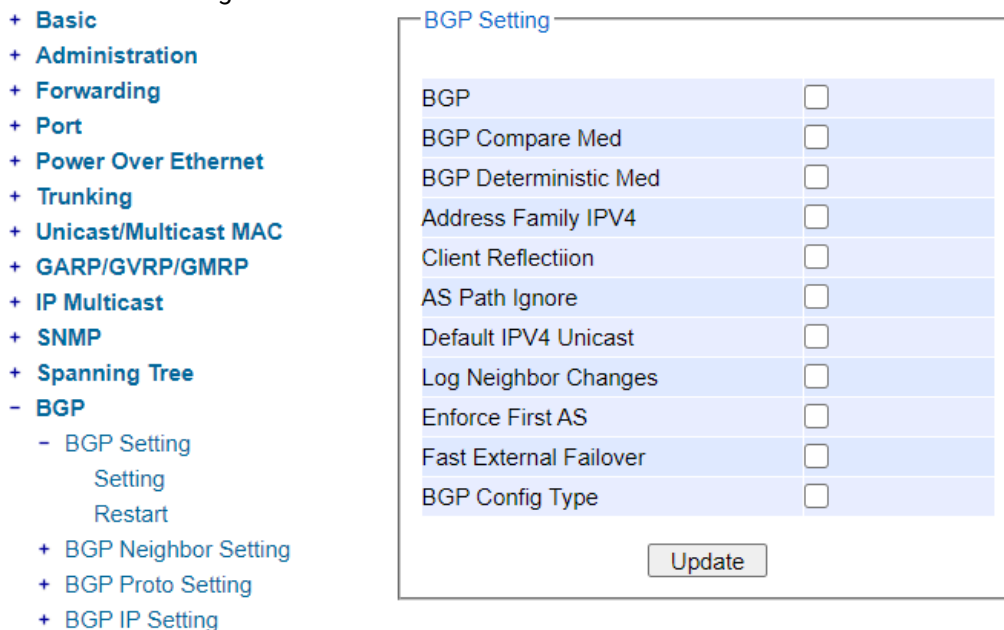 + Basic
+ Administration
+ Forwarding
+ Port
+ Power Over Ethernet
+ Trunking
+ Unicast/Multicast MAC
+ GARP/GVRP/GMRP
+ IP Multicast
+ SNMP
+ Spanning Tree
- BGP
- BGP Setting
Setting
Restart
+ BGP Neighbor Setting
+ BGP Proto Setting
+ BGP IP Setting
BGP Setting
BGP
BGP Compare Med
BGP Deterministic Med
Address Family IPV4
Client Reflectiion
AS Path Ignore
Default IPV4 Unicast
Log Neighbor Changes
Enforce First AS
Fast External Failover
BGP Config Type
Update